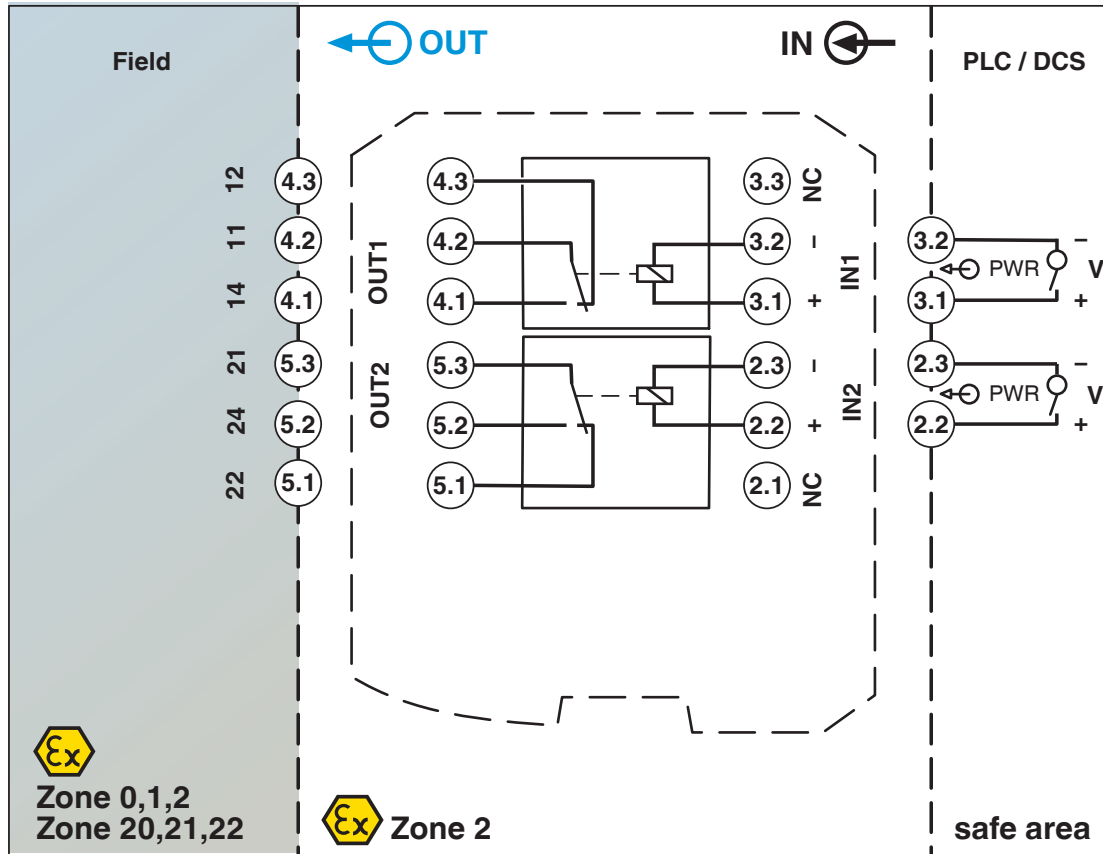 OUT
IN
Field
PLC / DCS
12
4.3
4.3
3.3
NC
11
4.2
4.2
3.2
–
3.2
–
OUT1
IN1
PWR
V
14
4.1
4.1
3.1
+
3.1
+
21
5.3
5.3
2.3
–
2.3
–
OUT2
IN2
PWR
V
24
5.2
5.2
2.2
+
2.2
+
22
5.1
5.1
2.1
NC
Ex
Zone 0,1,2
Zone 20,21,22
Ex
Zone 2
safe area